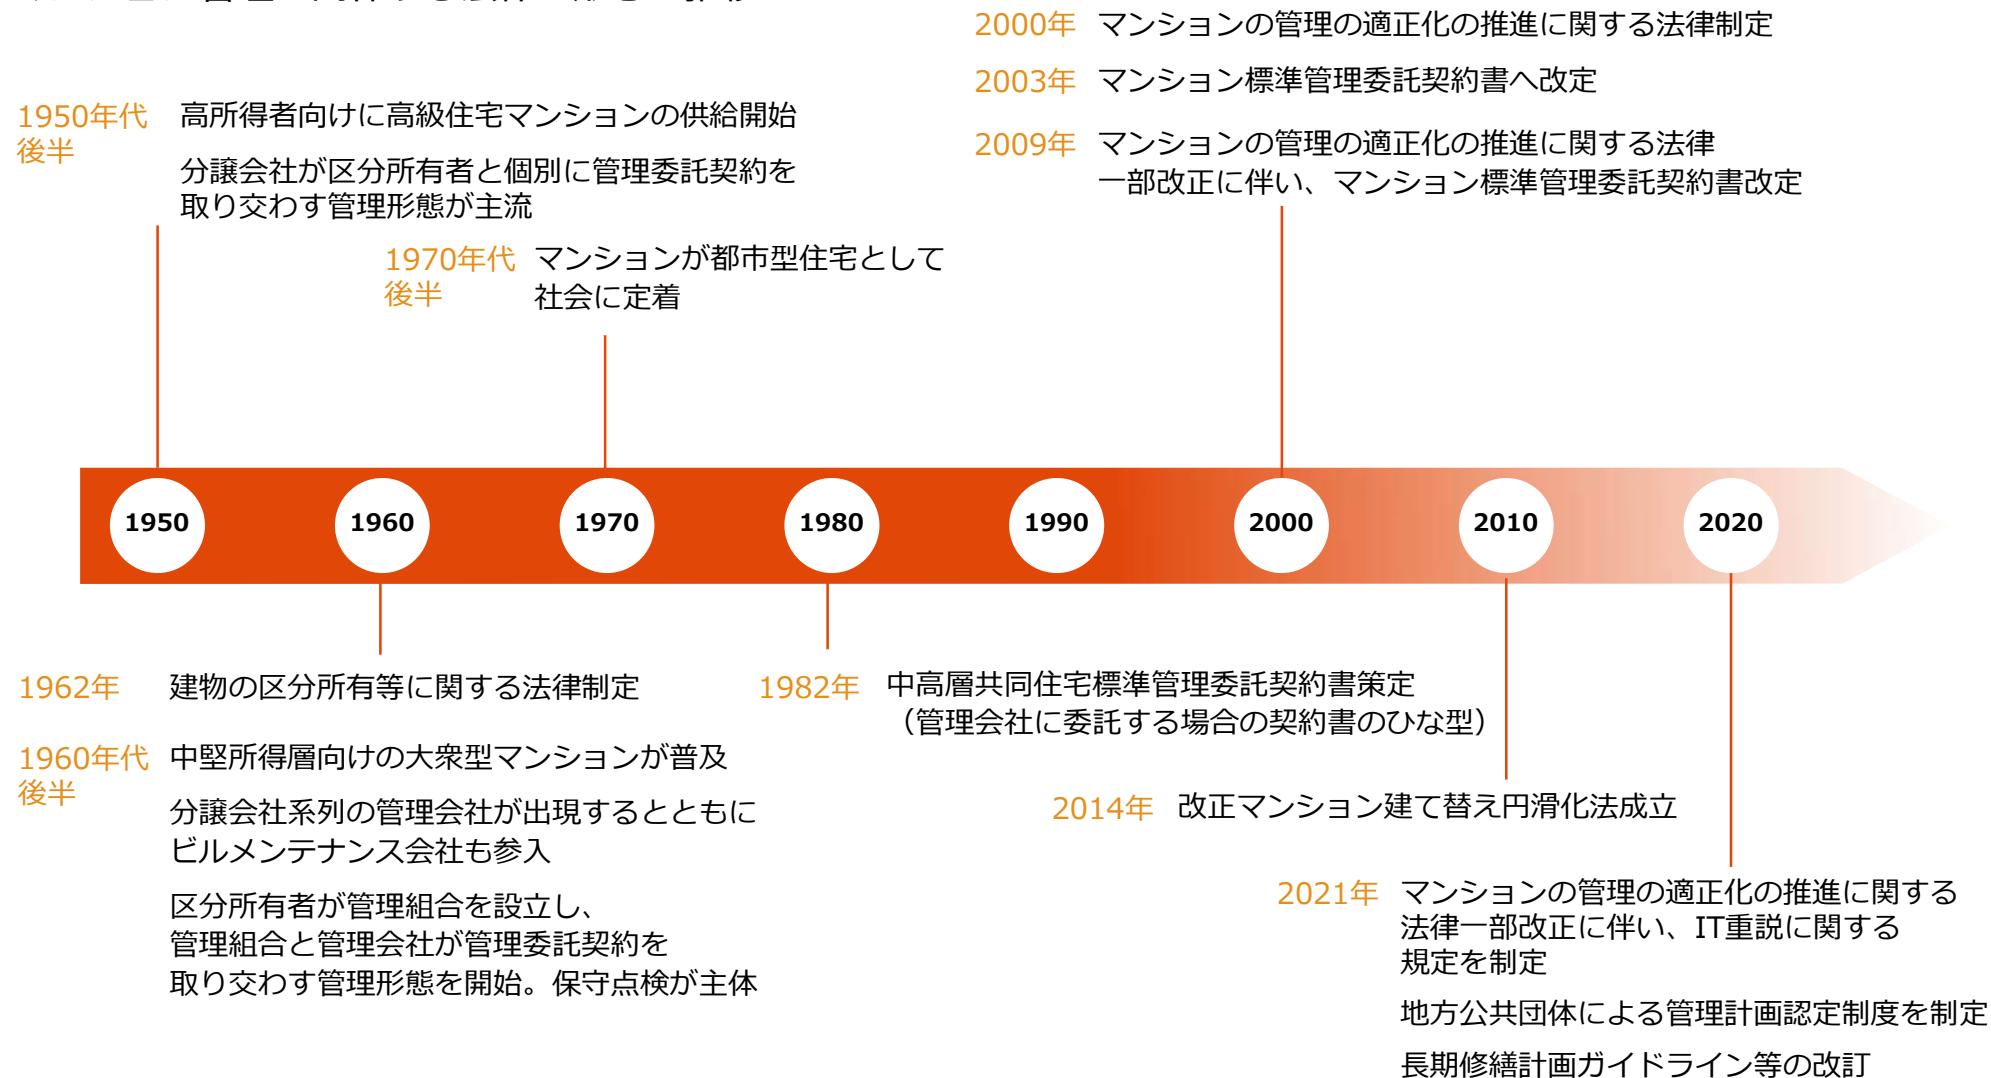 2000年 マンションの管理の適正化の推進に関する法律制定
2003年 マンション標準管理委託契約書へ改定
2009年 マンションの管理の適正化の推進に関する法律
一部改正に伴い、マンション標準管理委託契約書改定
1950年代
後半
高所得者向けに高級住宅マンションの供給開始
分譲会社が区分所有者と個別に管理委託契約を
取り交わす管理形態が主流
1970年代
後半
マンションが都市型住宅として
社会に定着
1950
1960
1970
1980
1990
2000
2010
2020
1962年 建物の区分所有等に関する法律制定
1960年代
後半
中堅所得層向けの大衆型マンションが普及
分譲会社系列の管理会社が出現するとともに
ビルメンテナンス会社も参入
区分所有者が管理組合を設立し、
管理組合と管理会社が管理委託契約を
取り交わす管理形態を開始。保守点検が主体
1982年 中高層共同住宅標準管理委託契約書策定
（管理会社に委託する場合の契約書のひな型）
2014年 改正マンション建て替え円滑化法成立
2021年 マンションの管理の適正化の推進に関する
法律一部改正に伴い、IT重説に関する
規定を制定
地方公共団体による管理計画認定制度を制定
長期修繕計画ガイドライン等の改訂